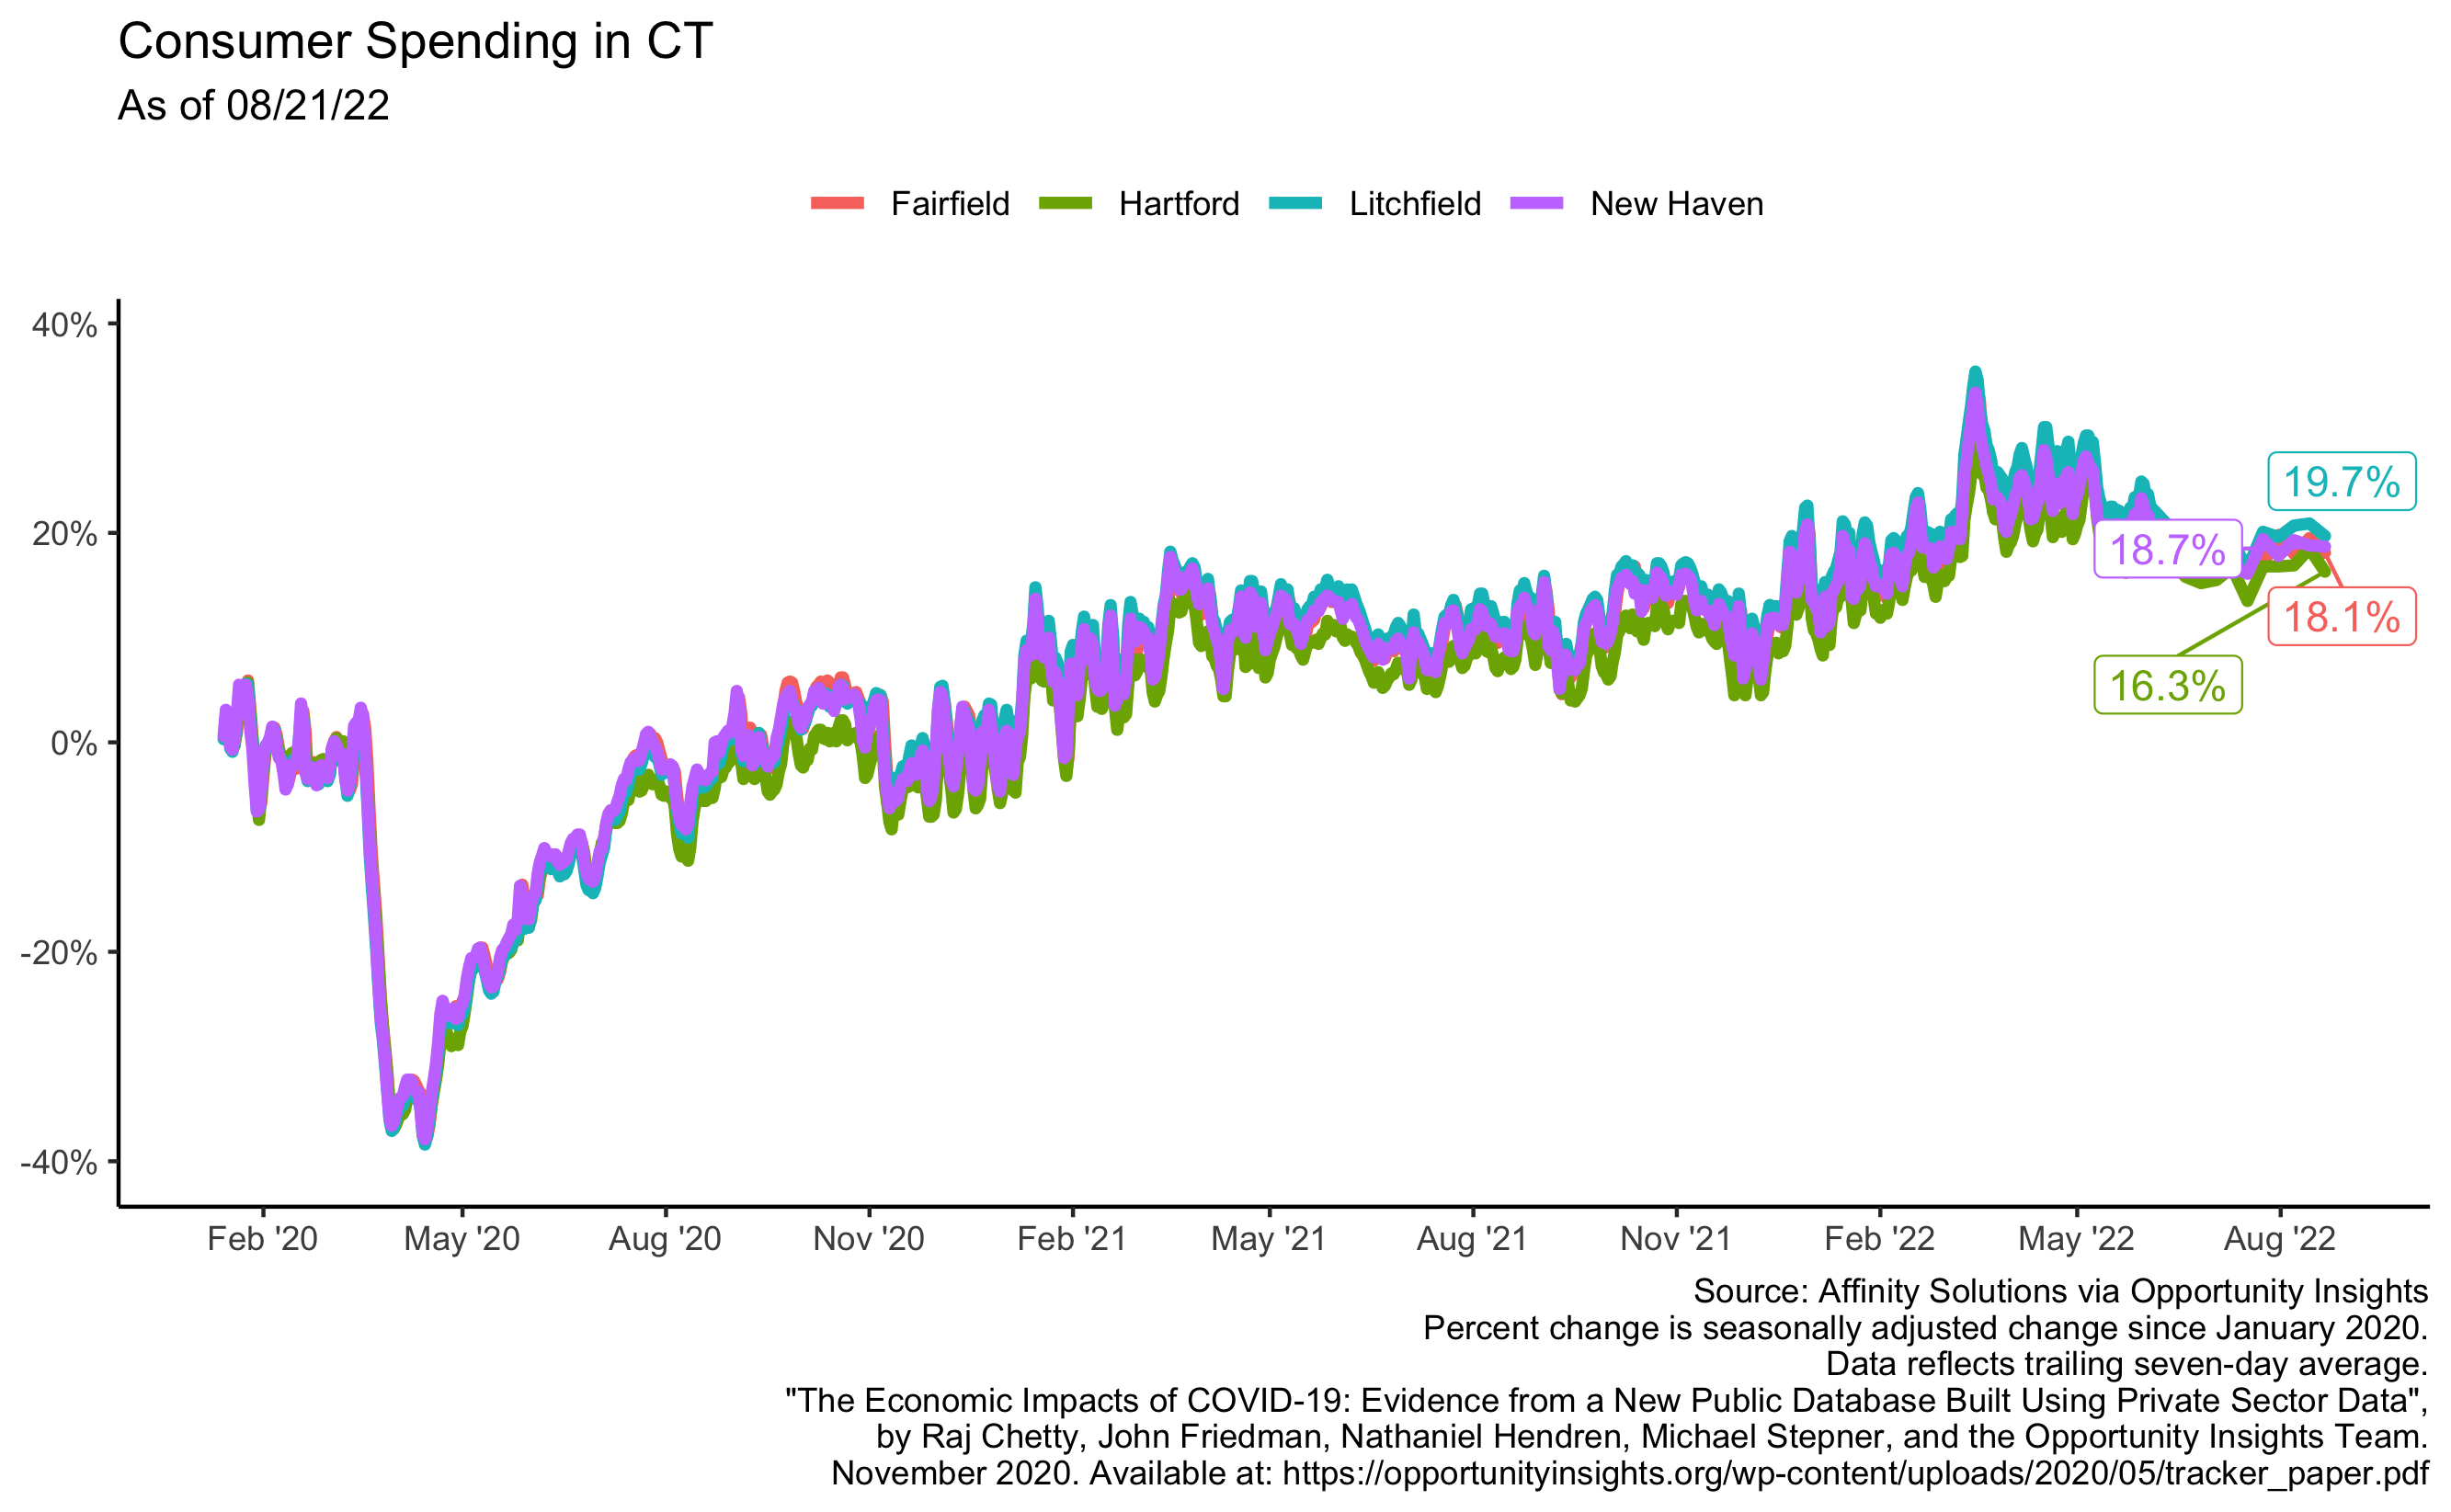 Consumer Spending in CT
As of 08/21/22
Fairfield Hartford Litchfield New Haven
40%
20%
0%
-20%
-40%
19.7%
18.7%
18.1%
16.3%
Feb '20 May '20 Aug '20 Nov '20 Feb '21 May '21 Aug '21 Nov '21 Feb '22 May '22 Aug '22
Source: Affinity Solutions via Opportunity Insights
Percent change is seasonally adjusted change since January 2020.
Data reflects trailing seven-day average.
"The Economic Impacts of COVID-19: Evidence from a New Public Database Built Using Private Sector Data",
by Raj Chetty, John Friedman, Nathaniel Hendren, Michael Stepner, and the Opportunity Insights Team.
November 2020. Available at: https://opportunityinsights.org/wp-content/uploads/2020/05/tracker_paper.pdf